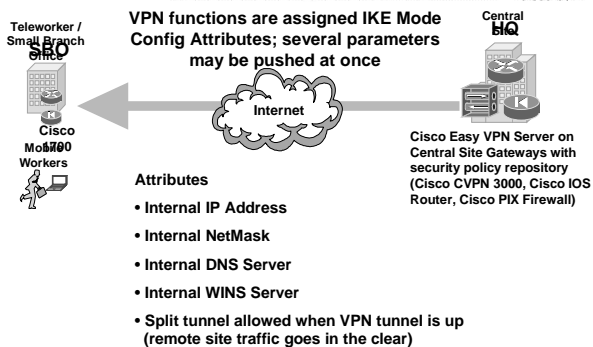 VPN functions are assigned IKE Mode
Config Attributes; several parameters
may be pushed at once
Teleworker /
Small Branch
Office
SBO
Cisco
1700
Mobile
Workers
Internet
Central
Site
HQ
Cisco Easy VPN Server on
Central Site Gateways with
security policy repository
(Cisco CVPN 3000, Cisco IOS
Router, Cisco PIX Firewall)
Attributes
• Internal IP Address
• Internal NetMask
• Internal DNS Server
• Internal WINS Server
• Split tunnel allowed when VPN tunnel is up
(remote site traffic goes in the clear)